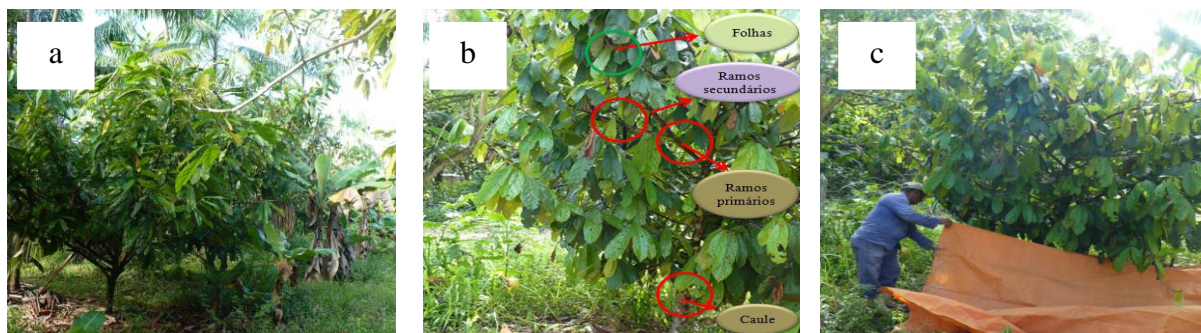 a
b
Folhas
Ramos
secundários
Ramos
primários
Caule
c